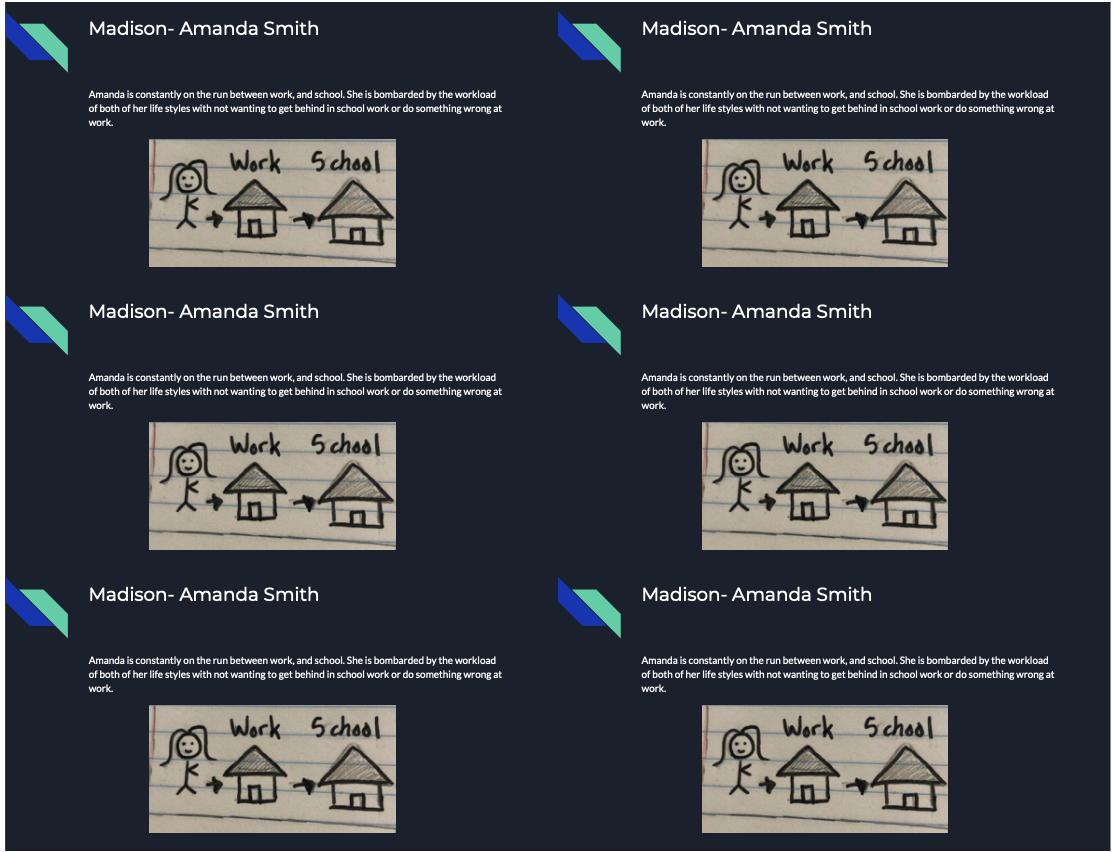 Madison- Amanda Smith
Amanda is constantly on the run between work, and school. She is bombarded by the workload
of both of her life styles with not wanting to get behind in school work or do something wrong at
work.
Work School
Madison- Amanda Smith
Amanda is constantly on the run between work, and school. She is bombarded by the workload
of both of her life styles with not wanting to get behind in school work or do something wrong at
work.
Work School
Madison- Amanda Smith
Amanda is constantly on the run between work, and school. She is bombarded by the workload
of both of her life styles with not wanting to get behind in school work or do something wrong at
work.
Work School
Madison- Amanda Smith
Amanda is constantly on the run between work, and school. She is bombarded by the workload
of both of her life styles with not wanting to get behind in school work or do something wrong at
work.
Work School
Madison- Amanda Smith
Amanda is constantly on the run between work, and school. She is bombarded by the workload
of both of her life styles with not wanting to get behind in school work or do something wrong at
work.
Work School
Madison- Amanda Smith
Amanda is constantly on the run between work, and school. She is bombarded by the workload
of both of her life styles with not wanting to get behind in school work or do something wrong at
work.
Work School